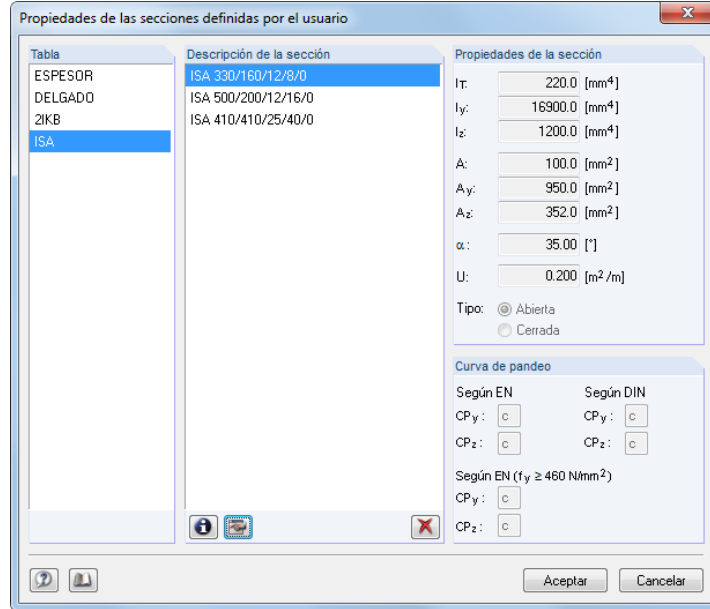 Propiedades de las secciones definidas por el usuario
Tabla
ESPESOR
DELGADO
2IKB
ISA
Descripción de la sección
ISA 330/160/12/8/0
ISA 500/200/12/16/0
ISA 410/410/25/40/0
Propiedades de la sección
IT: 220.0 [mm4]
Iy: 16900.0 [mm4]
Iz: 1200.0 [mm4]
A: 100.0 [mm2]
Ay: 950.0 [mm2]
Az: 352.0 [mm2]
α: 35.00 [°]
U: 0.200 [m2/m]
Tipo: Abierta
Cerrada
Curva de pandeo
Según EN Según DIN
CPy: c CPy: c
CPz: c CPz: c
Según EN (fy ≥ 460 N/mm2)
CPy: c
CPz: c
Aceptar Cancelar